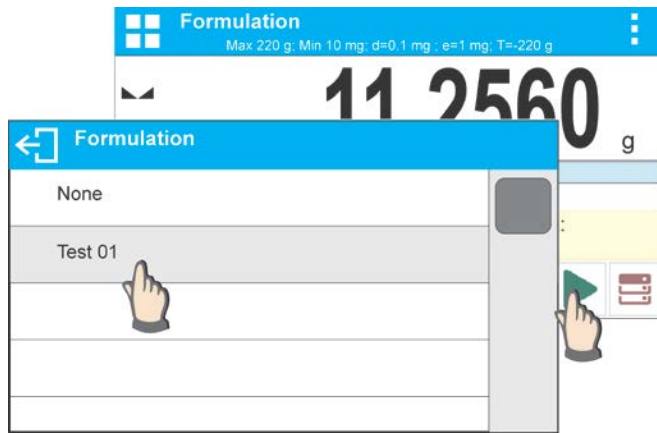 Formulation
Max 220 g; Min 10 mg; d=0.1 mg ; e=1 mg; T=-220 g
11.2560 g
Formulation
None
:
Test 01